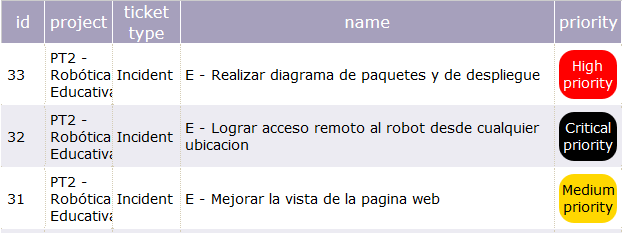 id project ticket type name priority
33 PT2 - Robótica Educativa Incident E - Realizar diagrama de paquetes y de despliegue High priority
32 PT2 - Robótica Educativa Incident E - Lograr acceso remoto al robot desde cualquier ubicacion Critical priority
31 PT2 - Robótica Educativa Incident E - Mejorar la vista de la pagina web Medium priority